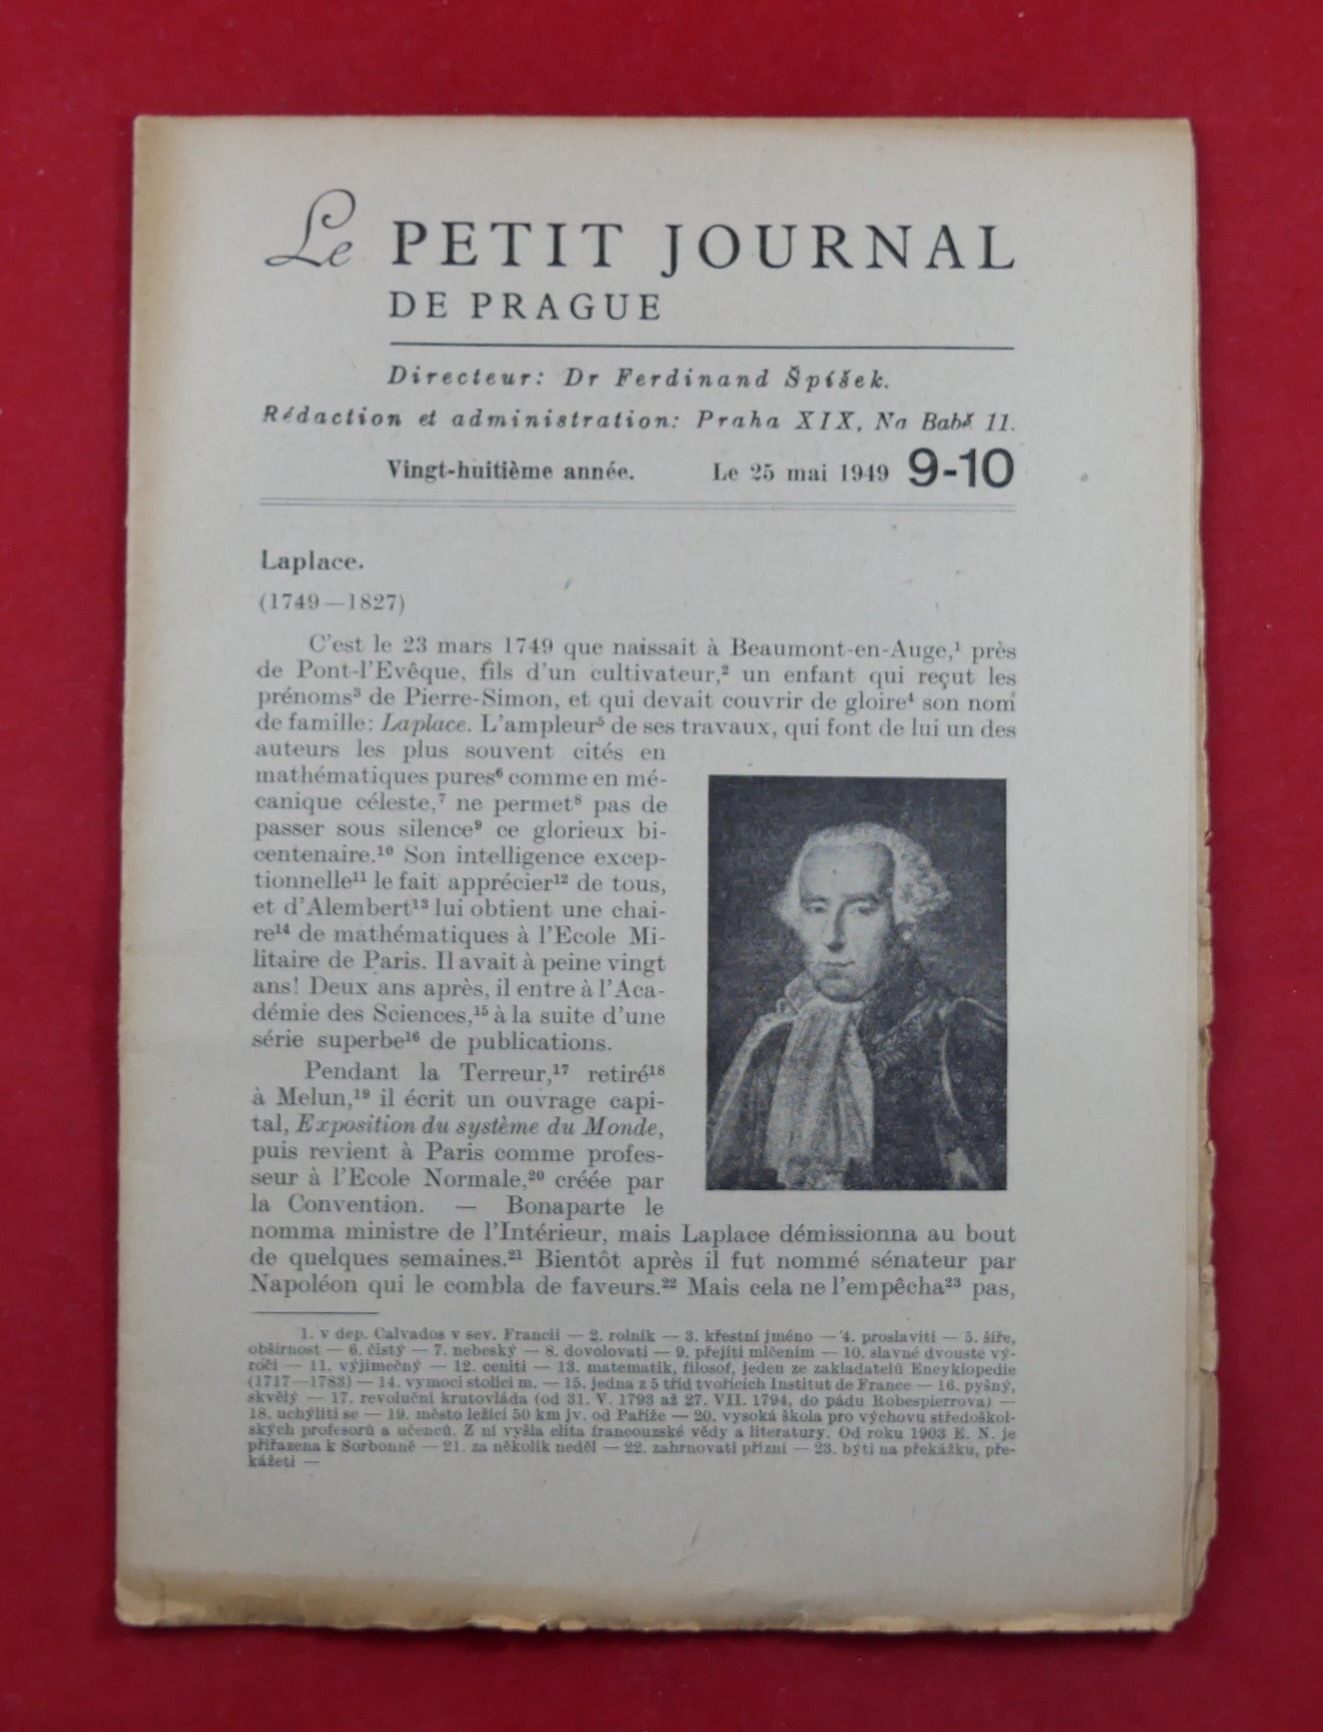 Le PETIT JOURNAL
DE PRAGUE
Directeur: Dr Ferdinand Špíšek.
Rédaction et administration: Praha XIX, Na Babě 11.
Vingt-huitième année. Le 25 mai 1949 9-10
Laplace.
(1749—1827)
C'est le 23 mars 1749 que naissait à Beaumont-en-Auge,¹ près
de Pont-l'Evêque, fils d'un cultivateur,² un enfant qui reçut les
prénoms³ de Pierre-Simon, et qui devait couvrir de gloire⁴ son nom
de famille: Laplace. L'ampleur⁵ de ses travaux, qui font de lui un des
auteurs les plus souvent cités en
mathématiques pures⁶ comme en mé-
canique céleste,⁷ ne permet⁸ pas de
passer sous silence⁹ ce glorieux bi-
centenaire.¹⁰ Son intelligence excep-
tionnelle¹¹ le fait apprécier¹² de tous,
et d'Alembert¹³ lui obtient une chai-
re¹⁴ de mathématiques à l'Ecole Mi-
litaire de Paris. Il avait à peine vingt
ans! Deux ans après, il entre à l'Aca-
démie des Sciences,¹⁵ à la suite d'une
série superbe¹⁶ de publications.
Pendant la Terreur,¹⁷ retiré¹⁸
à Melun,¹⁹ il écrit un ouvrage capi-
tal, Exposition du système du Monde,
puis revient à Paris comme profes-
seur à l'Ecole Normale,²⁰ créée par
la Convention. — Bonaparte le
nomma ministre de l'Intérieur, mais Laplace démissionna au bout
de quelques semaines.²¹ Bientôt après il fut nommé sénateur par
Napoléon qui le combla de faveurs.²² Mais cela ne l'empêcha²³ pas,
1. v dep. Calvados v sev. Francii — 2. rolník — 3. křestní jméno — 4. proslaviti — 5. šíře,
obšírnost — 6. čistý — 7. nebeský — 8. dovolovati — 9. přejíti mlčením — 10. slavné dvousté vý-
ročí — 11. výjimečný — 12. ceniti — 13. matematik, filosof, jeden ze zakladatelů Encyklopedie
(1717—1783) — 14. vymoci stolici m. — 15. jedna z 5 tříd tvořících Institut de France — 16. pyšný,
skvělý — 17. revoluční krutovláda (od 31. V. 1793 až 27. VII. 1794, do pádu Robespierrova) —
18. uchýliti se — 19. město ležící 50 km jv. od Paříže — 20. vysoká škola pro výchovu středoškol-
ských profesorů a učenců. Z ní vyšla elita francouzské vědy a literatury. Od roku 1903 E. N. je
přiřazena k Sorbonně — 21. za několik neděl — 22. zahrnovati přízní — 23. býti na překážku, pře-
kážeti —